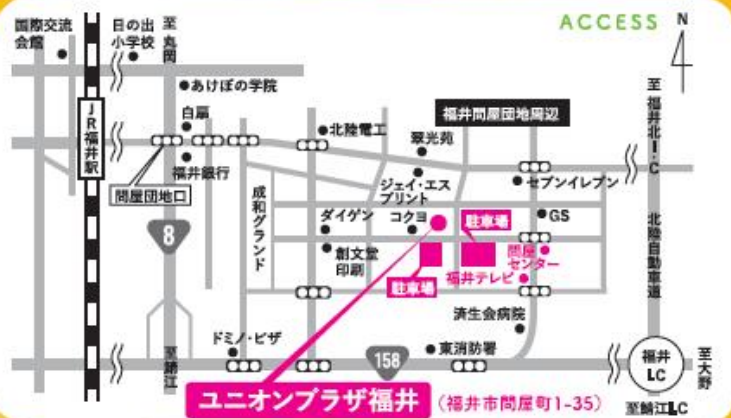 ACCESS
N
国際交流
会館
日の出
小学校
至丸岡
あけぼの学院
白扇
JR福井駅
福井銀行
問屋団地口
8
北陸電工
翠光苑
福井問屋団地周辺
至福井北I・C
ジェイ・エス
プリント
セブンイレブン
成和グランド
ダイゲン
コクヨ
駐車場
GS
創文堂
印刷
問屋
センター
駐車場
福井テレビ
北陸自動車道
済生会病院
ドミノ・ピザ
158
東消防署
至鯖江
福井
I.C
至大野
ユニオンプラザ福井
(福井市問屋町1-35)
至鯖江I.C